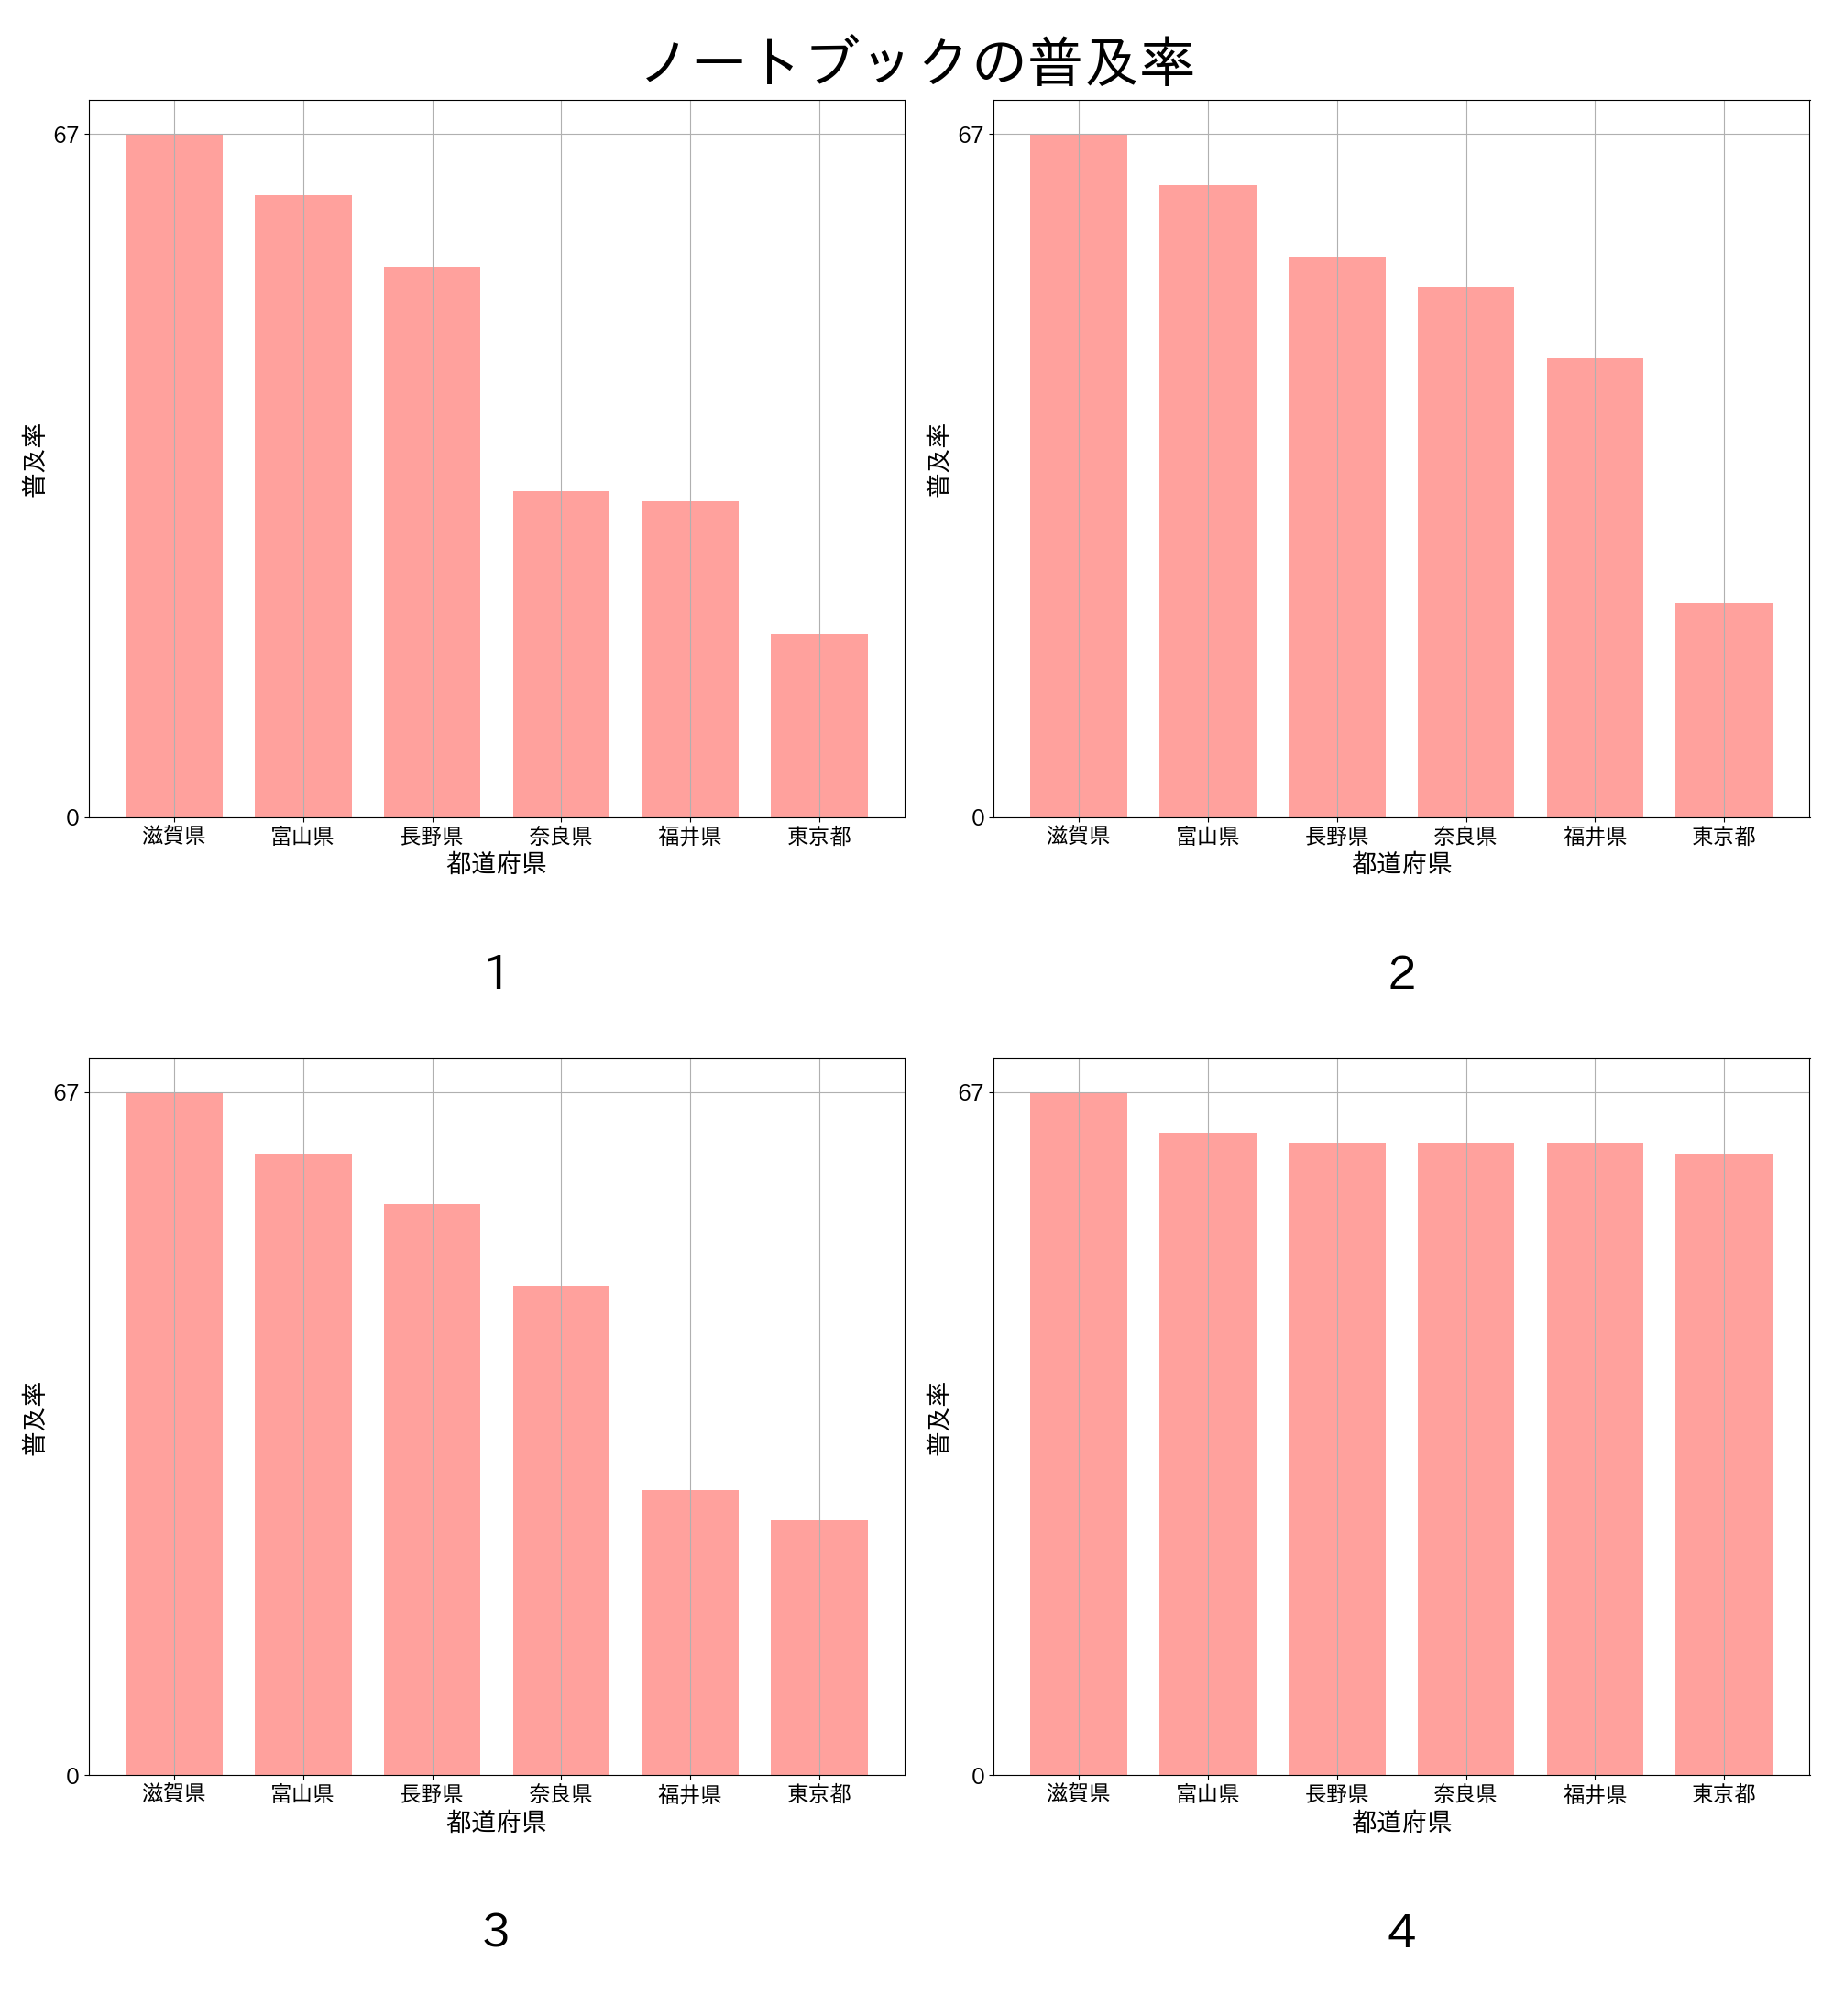 ノートブックの普及率
67
0
普及率
滋賀県 富山県 長野県 奈良県 福井県 東京都
都道府県
1
67
0
普及率
滋賀県 富山県 長野県 奈良県 福井県 東京都
都道府県
2
67
0
普及率
滋賀県 富山県 長野県 奈良県 福井県 東京都
都道府県
3
67
0
普及率
滋賀県 富山県 長野県 奈良県 福井県 東京都
都道府県
4